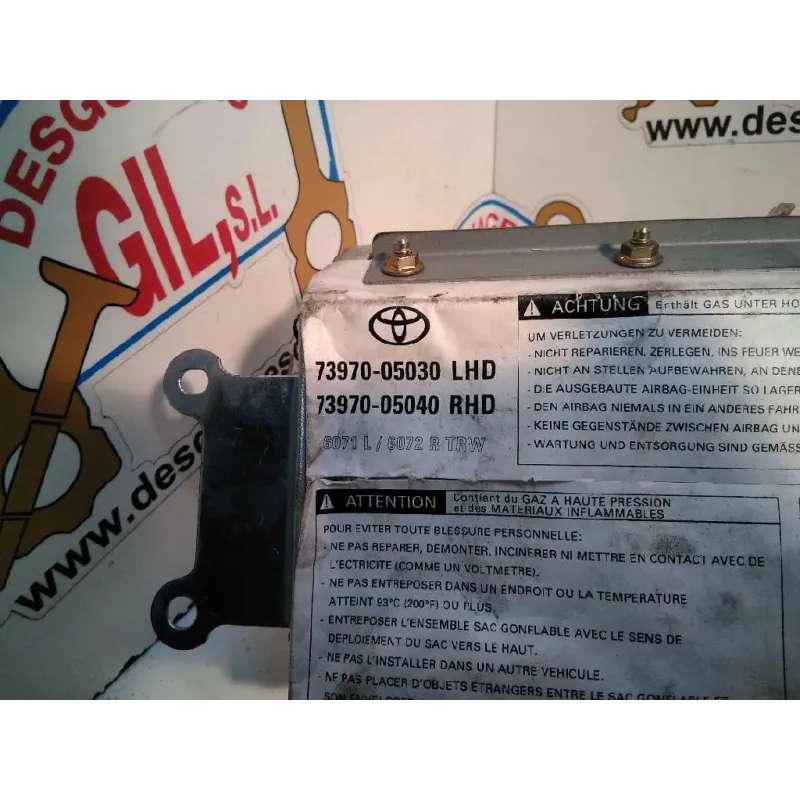 DESGU
GIL, S.L.
www.des
www.desg
73970-05030 LHD
73970-05040 RHD
6071 L / 6072 R TRW
ACHTUNG Enthält GAS UNTER HO
UM VERLETZUNGEN ZU VERMEIDEN:
- NICHT REPARIEREN, ZERLEGEN, INS FEUER WE
- NICHT AN STELLEN AUFBEWAHREN, AN DENE
- DIE AUSGEBAUTE AIRBAG-EINHEIT SO LAGER
- DEN AIRBAG NIEMALS IN EIN ANDERES FAHR
- KEINE GEGENSTÄNDE ZWISCHEN AIRBAG UN
- WARTUNG UND ENTSORGUNG SIND GEMÄSS
ATTENTION Contient du GAZ A HAUTE PRESSION
et des MATERIAUX INFLAMMABLES
POUR EVITER TOUTE BLESSURE PERSONNELLE:
- NE PAS REPARER, DEMONTER, INCINERER NI METTRE EN CONTACT AVEC DE
L'ECTRICITE (COMME UN VOLTMETRE).
- NE PAS ENTREPOSER DANS UN ENDROIT OU LA TEMPERATURE
ATTEINT 93°C (200°F) OU PLUS.
- ENTREPOSER L'ENSEMBLE SAC GONFLABLE AVEC LE SENS DE
DEPLOIEMENT DU SAC VERS LE HAUT.
- NE PAS L'INSTALLER DANS UN AUTRE VEHICULE.
- NE PAS PLACER D'OBJETS ETRANGERS ENTRE LE SAC GONFLABLE ET